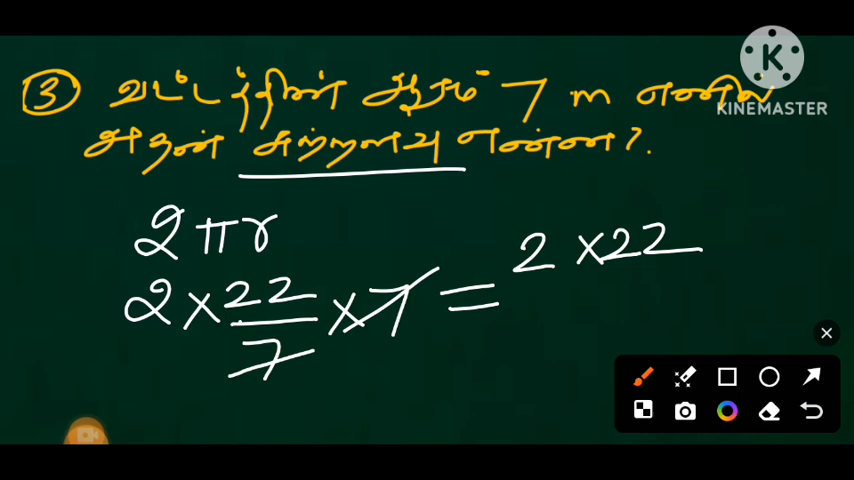 ③ வட்டத்தின் ஆரம் 7 m எனில்
அதன் சுற்றளவு என்ன?.
2πr
2 × 22/7 × 7 = 2 × 22
K
KINEMASTER